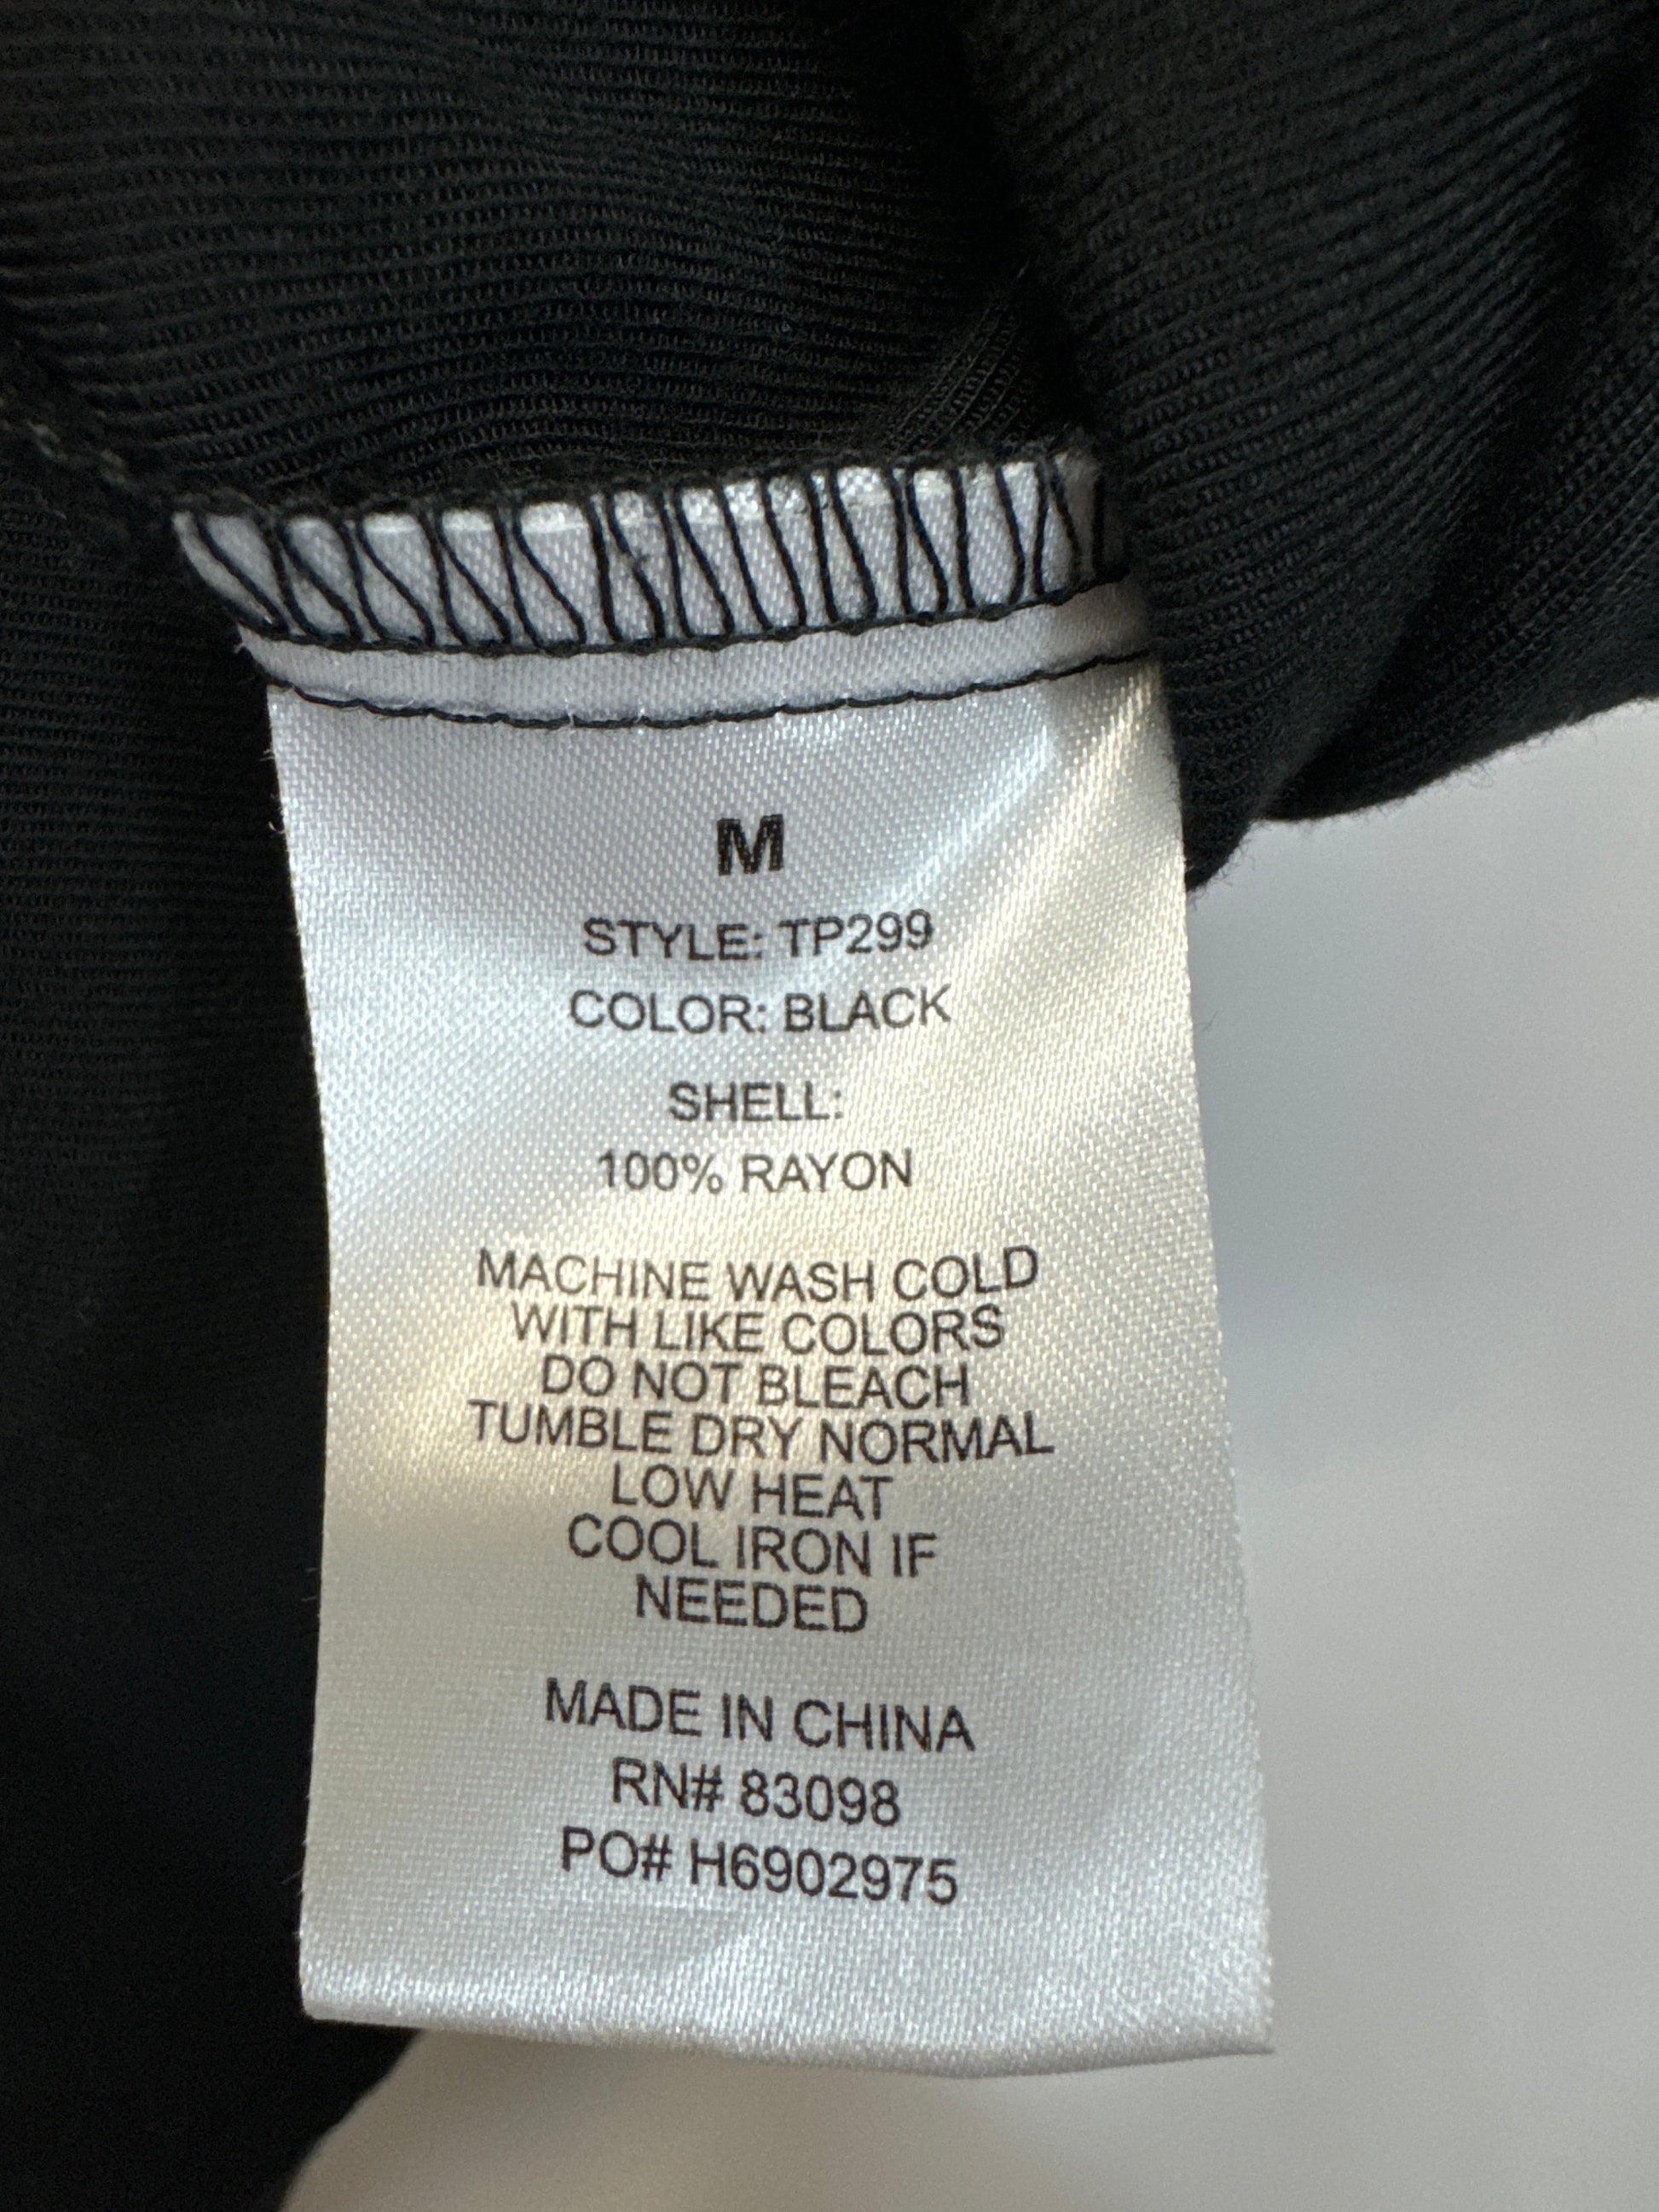 M
STYLE: TP299
COLOR: BLACK
SHELL:
100% RAYON
MACHINE WASH COLD
WITH LIKE COLORS
DO NOT BLEACH
TUMBLE DRY NORMAL
LOW HEAT
COOL IRON IF
NEEDED
MADE IN CHINA
RN# 83098
PO# H6902975